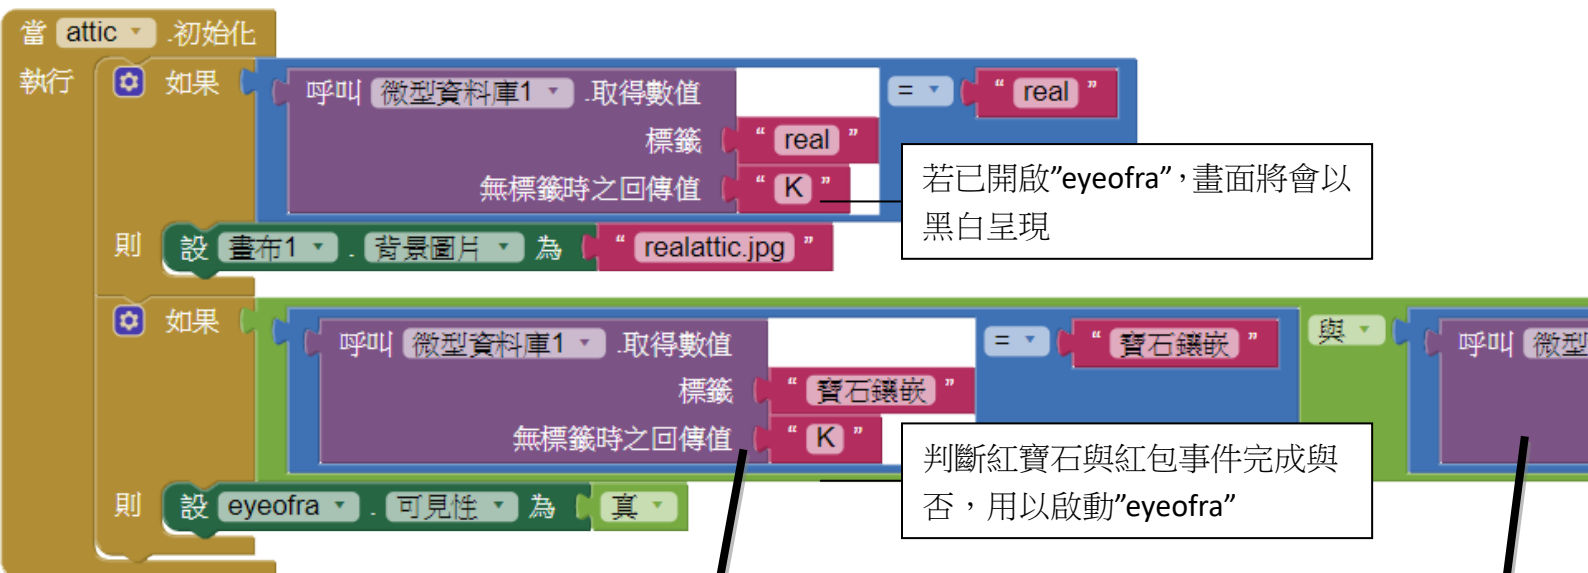 當 attic .初始化
執行 如果 呼叫 微型資料庫1 .取得數值 = " real "
標籤 " real "
無標籤時之回傳值 " K "
若已開啟"eyeofra",畫面將會以
黑白呈現
則 設 畫布1 . 背景圖片 為 " realattic.jpg "
如果 呼叫 微型資料庫1 .取得數值 = " 寶石鑲嵌 " 與 呼叫 微型
標籤 " 寶石鑲嵌 "
無標籤時之回傳值 " K "
判斷紅寶石與紅包事件完成與
否,用以啟動"eyeofra"
則 設 eyeofra . 可見性 為 真